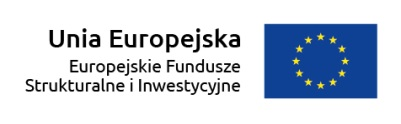 Unia Europejska
Europejskie Fundusze
Strukturalne i Inwestycyjne